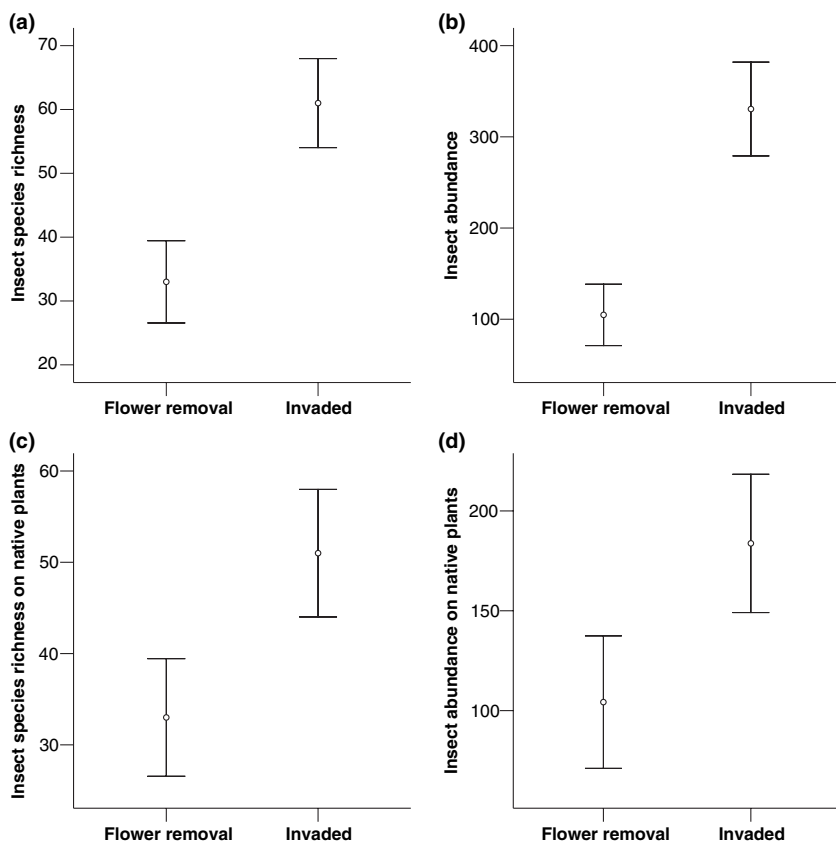 (a)
Insect species richness
70
60
50
40
30
20
Flower removal
Invaded
(b)
Insect abundance
400
300
200
100
Flower removal
Invaded
(c)
Insect species richness on native plants
60
50
40
30
Flower removal
Invaded
(d)
Insect abundance on native plants
200
150
100
Flower removal
Invaded